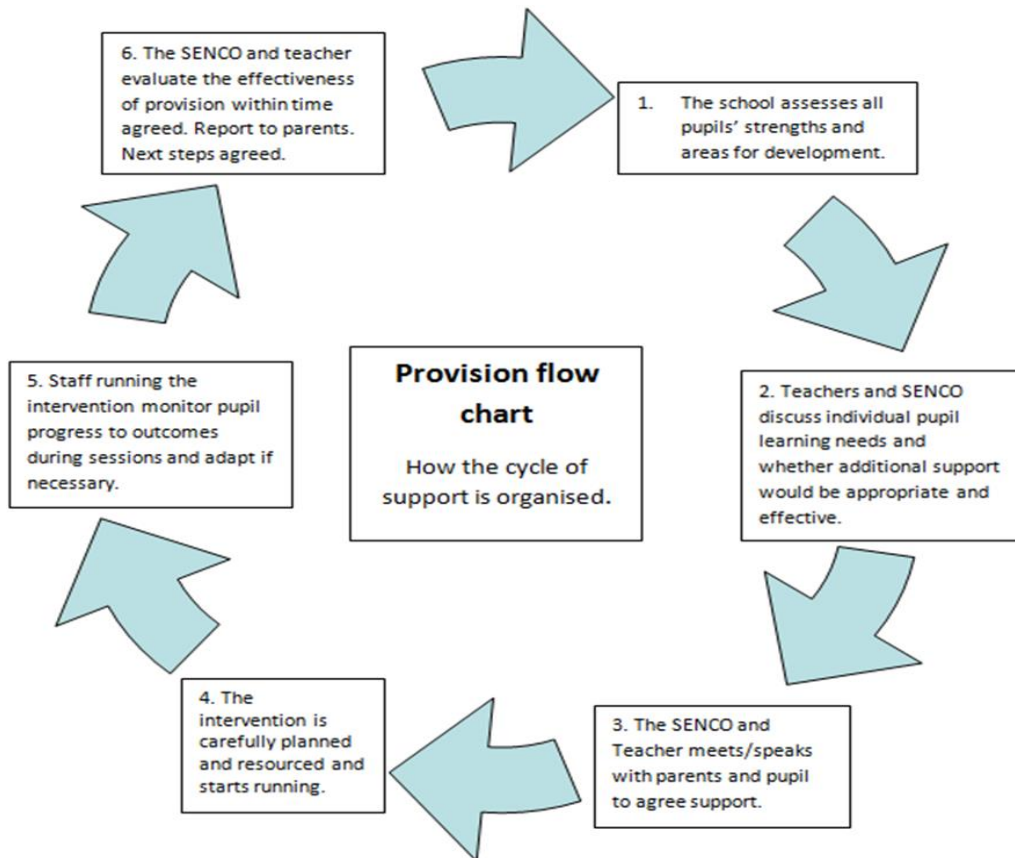 6. The SENCO and teacher
evaluate the effectiveness
of provision within time
agreed. Report to parents.
Next steps agreed.
1. The school assesses all
pupils’ strengths and
areas for development.
5. Staff running the
intervention monitor pupil
progress to outcomes
during sessions and adapt if
necessary.
Provision flow
chart
How the cycle of
support is organised.
2. Teachers and SENCO
discuss individual pupil
learning needs and
whether additional support
would be appropriate and
effective.
4. The
intervention is
carefully planned
and resourced and
starts running.
3. The SENCO and
Teacher meets/speaks
with parents and pupil
to agree support.